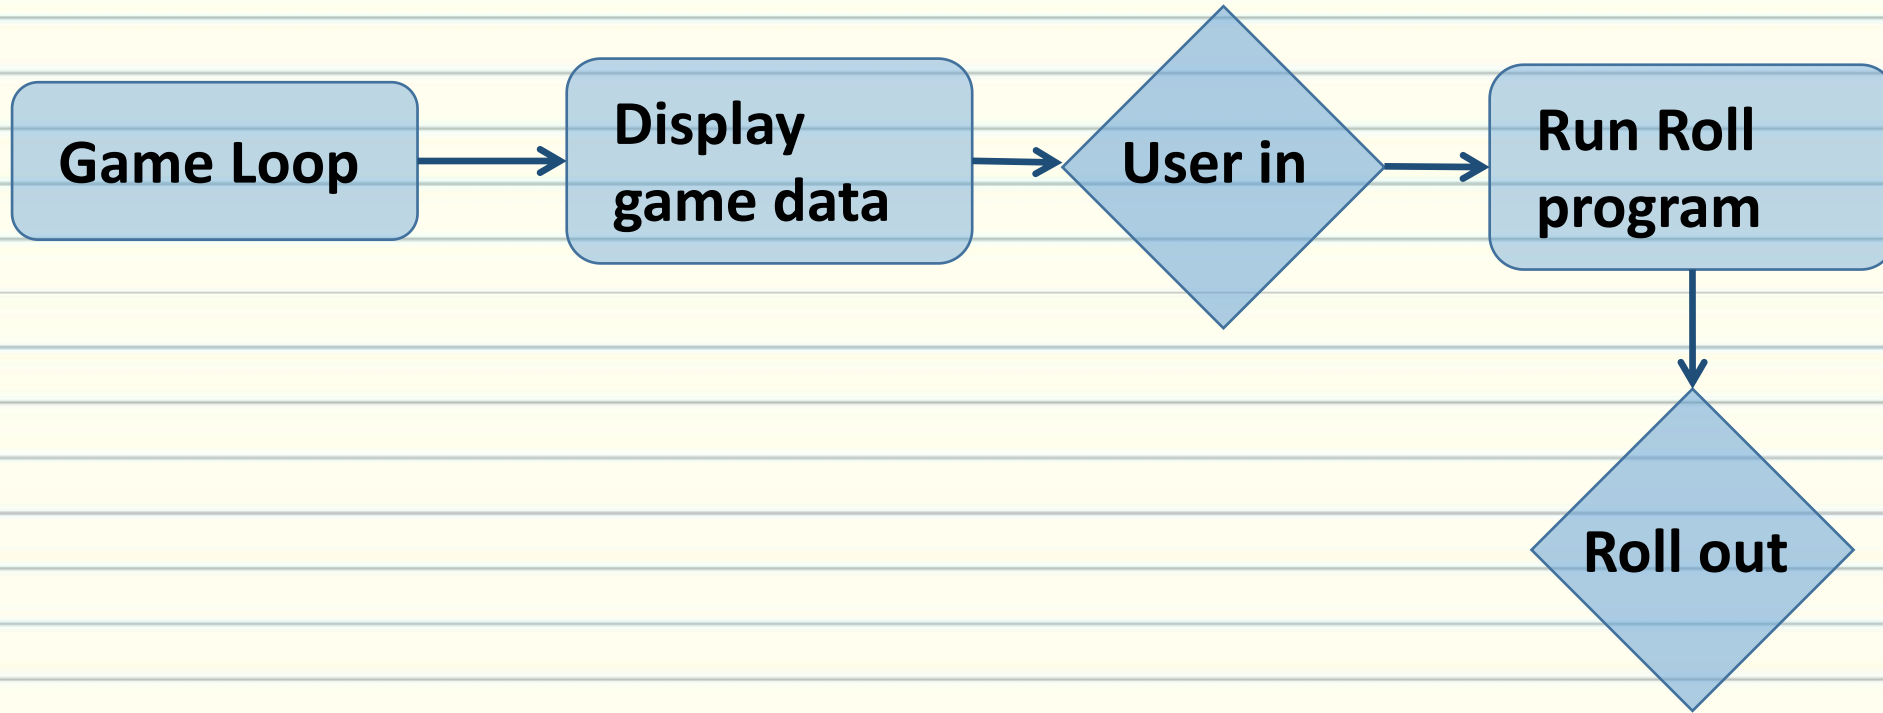 Game Loop
Display
game data
User in
Run Roll
program
Roll out